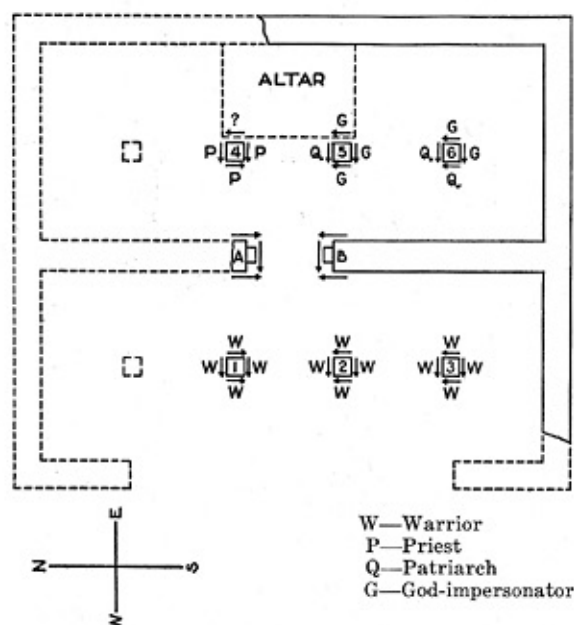 ALTAR
? G G
P 4 P Q 5 G Q 6 G
P G Q
A B
W W W
W 1 W W 2 W W 3 W
W W W
E
N S
W
W—Warrior
P—Priest
Q—Patriarch
G—God-impersonator